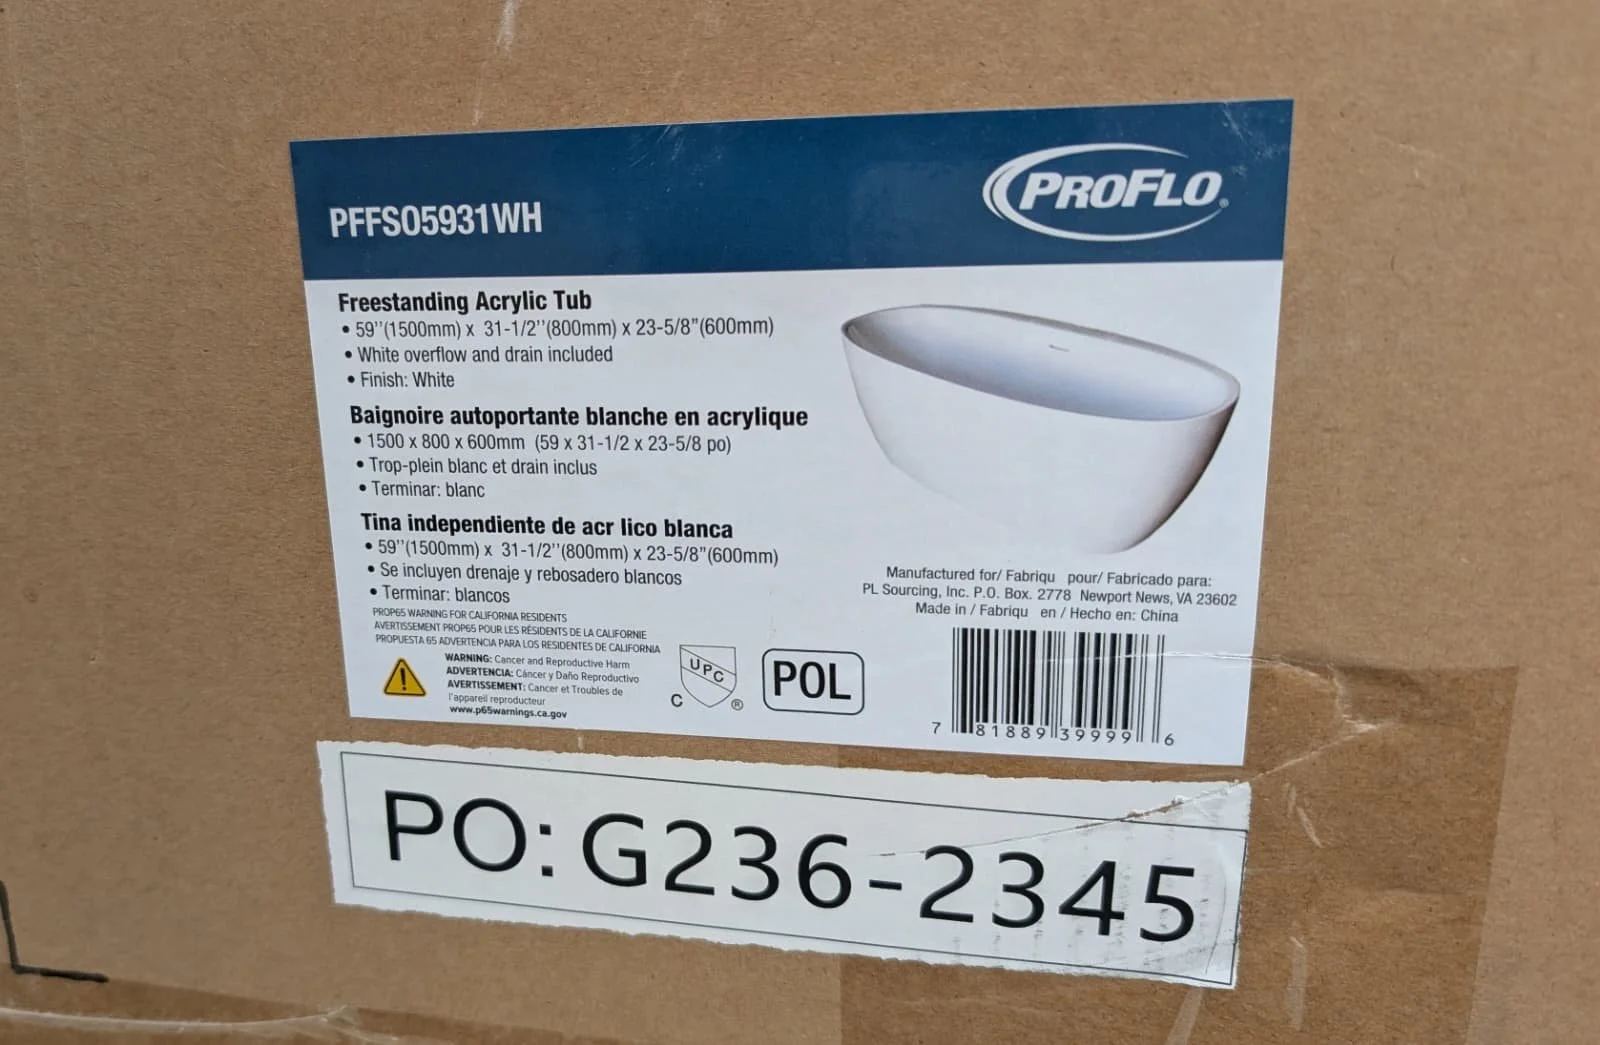 PFFSO5931WH
PROFLO®
Freestanding Acrylic Tub
• 59''(1500mm) x 31-1/2''(800mm) x 23-5/8"(600mm)
• White overflow and drain included
• Finish: White
Baignoire autoportante blanche en acrylique
• 1500 x 800 x 600mm (59 x 31-1/2 x 23-5/8 po)
• Trop-plein blanc et drain inclus
• Terminar: blanc
Tina independiente de acr lico blanca
• 59''(1500mm) x 31-1/2''(800mm) x 23-5/8"(600mm)
• Se incluyen drenaje y rebosadero blancos
• Terminar: blancos
PROP65 WARNING FOR CALIFORNIA RESIDENTS
AVERTISSEMENT PROP65 POUR LES RÉSIDENTS DE LA CALIFORNIE
PROPUESTA 65 ADVERTENCIA PARA LOS RESIDENTES DE CALIFORNIA
WARNING: Cancer and Reproductive Harm
ADVERTENCIA: Cáncer y Daño Reproductivo
AVERTISSEMENT: Cancer et Troubles de
l'appareil reproducteur
www.p65warnings.ca.gov
UPC
C ®
POL
Manufactured for/ Fabriqu pour/ Fabricado para:
PL Sourcing, Inc. P.O. Box. 2778 Newport News, VA 23602
Made in / Fabriqu en / Hecho en: China
7 81889 39999 6
PO: G236-2345